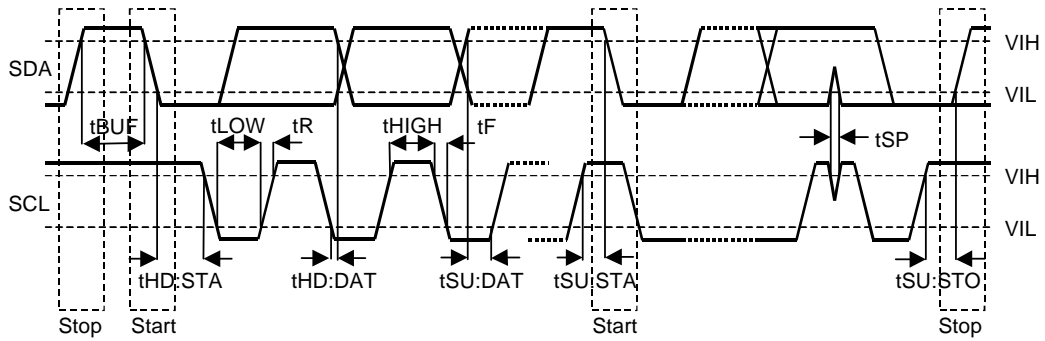 VIH
SDA
VIL
tBUF tLOW tR tHIGH tF
tSP
VIH
SCL
VIL
tHD:STA tHD:DAT tSU:DAT tSU:STA tSU:STO
Stop Start Start Stop